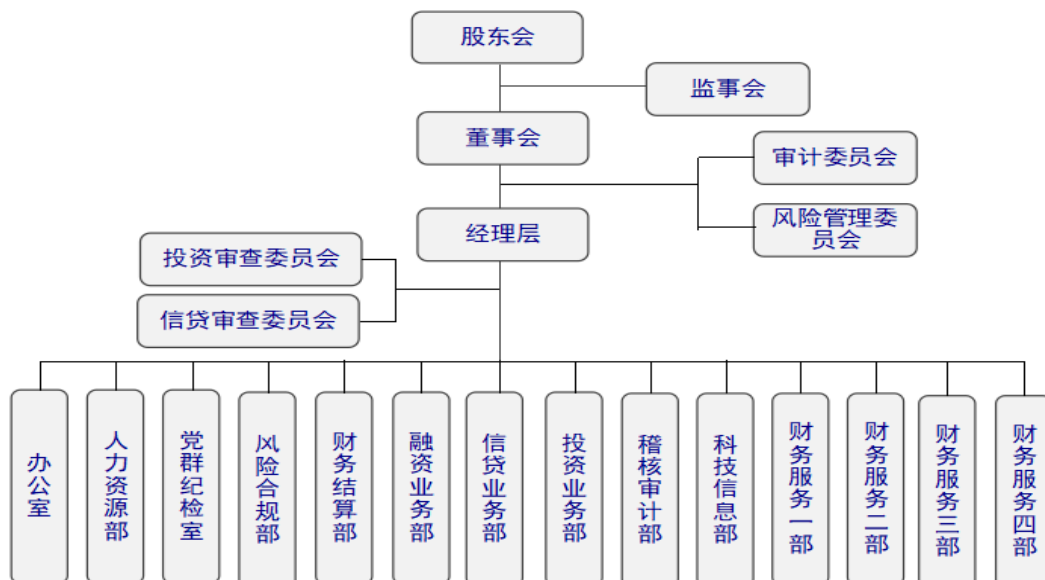 股东会
监事会
董事会
审计委员会
经理层
风险管理委
员会
投资审查委员会
信贷审查委员会
办公室
人力资源部
党群纪检室
风险合规部
财务结算部
融资业务部
信贷业务部
投资业务部
稽核审计部
科技信息部
财务服务一部
财务服务二部
财务服务三部
财务服务四部